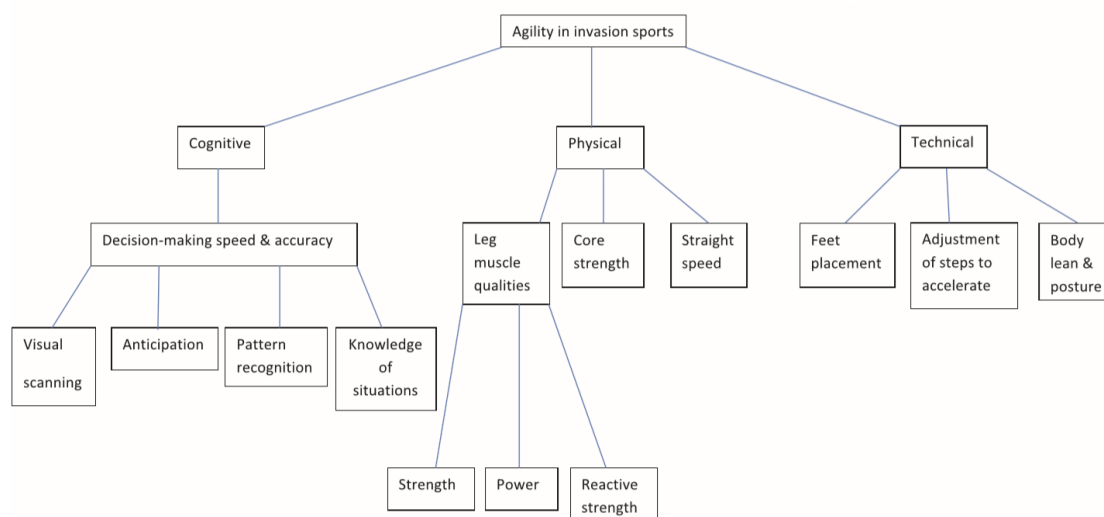 Agility in invasion sports
Cognitive
Physical
Technical
Decision-making speed & accuracy
Leg
muscle
qualities
Core
strength
Straight
speed
Feet
placement
Adjustment
of steps to
accelerate
Body
lean &
posture
Visual
scanning
Anticipation
Pattern
recognition
Knowledge
of
situations
Strength
Power
Reactive
strength